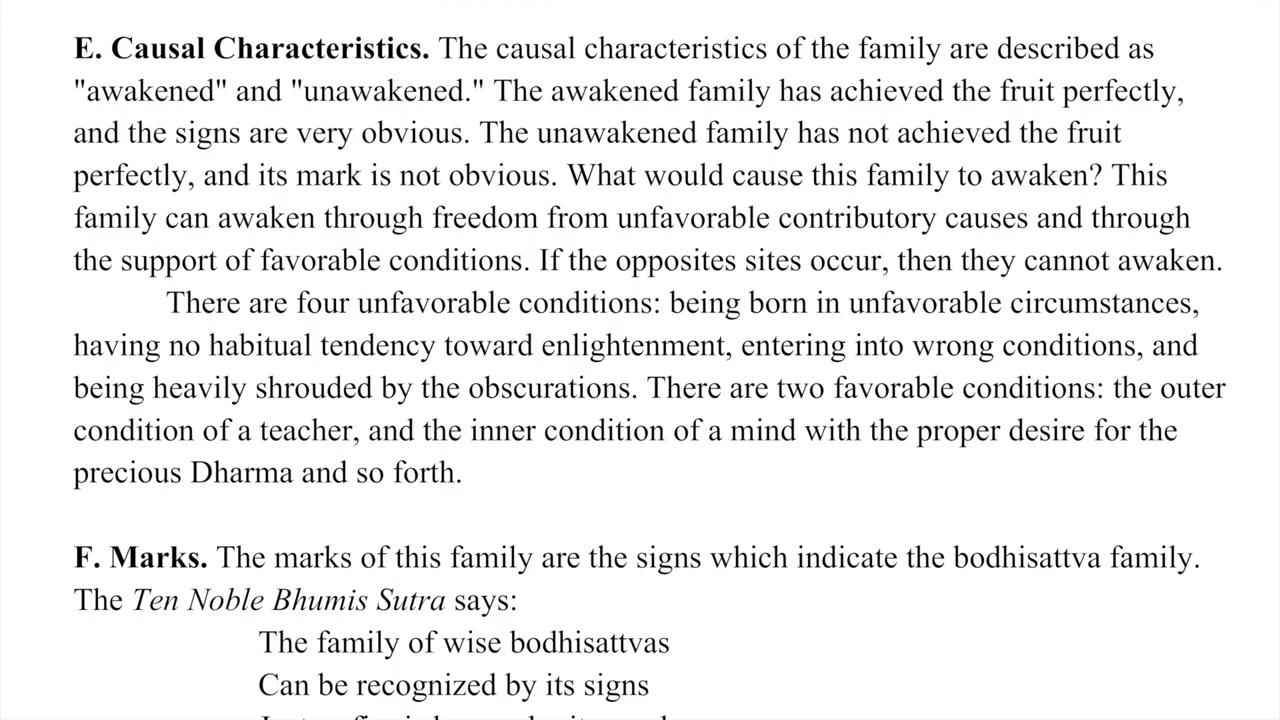 E. Causal Characteristics. The causal characteristics of the family are described as
"awakened" and "unawakened." The awakened family has achieved the fruit perfectly,
and the signs are very obvious. The unawakened family has not achieved the fruit
perfectly, and its mark is not obvious. What would cause this family to awaken? This
family can awaken through freedom from unfavorable contributory causes and through
the support of favorable conditions. If the opposites sites occur, then they cannot awaken.
There are four unfavorable conditions: being born in unfavorable circumstances,
having no habitual tendency toward enlightenment, entering into wrong conditions, and
being heavily shrouded by the obscurations. There are two favorable conditions: the outer
condition of a teacher, and the inner condition of a mind with the proper desire for the
precious Dharma and so forth.
F. Marks. The marks of this family are the signs which indicate the bodhisattva family.
The Ten Noble Bhumis Sutra says:
The family of wise bodhisattvas
Can be recognized by its signs